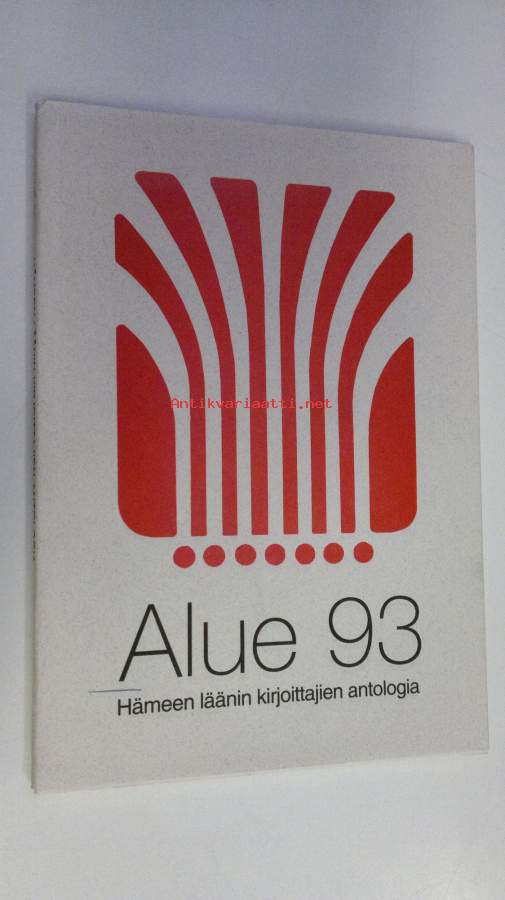 Antikvariaatti.net
Alue 93
Hämeen läänin kirjoittajien antologia